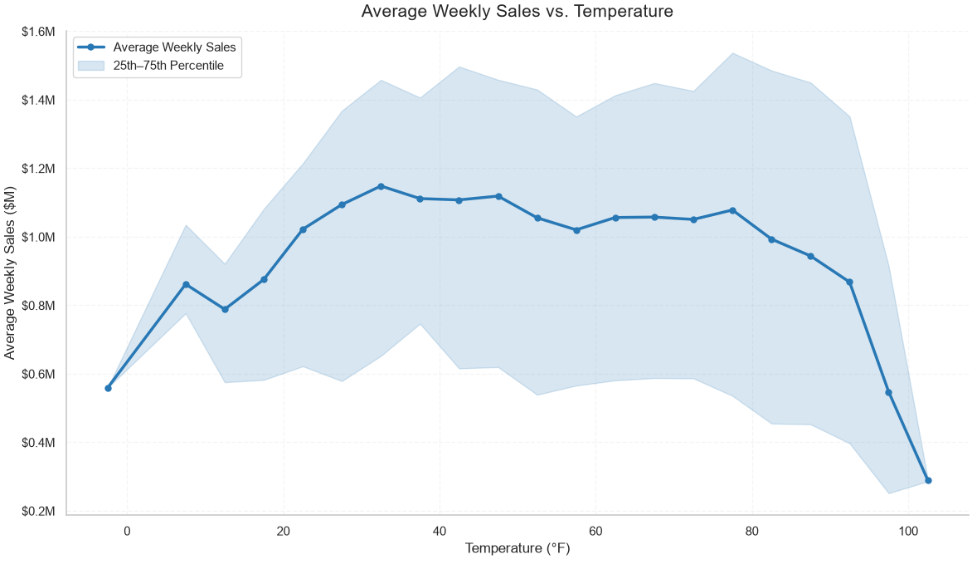 Average Weekly Sales vs. Temperature
$1.6M
Average Weekly Sales
25th–75th Percentile
$1.4M
$1.2M
$1.0M
$0.8M
$0.6M
$0.4M
$0.2M
Average Weekly Sales ($M)
0 20 40 60 80 100
Temperature (°F)